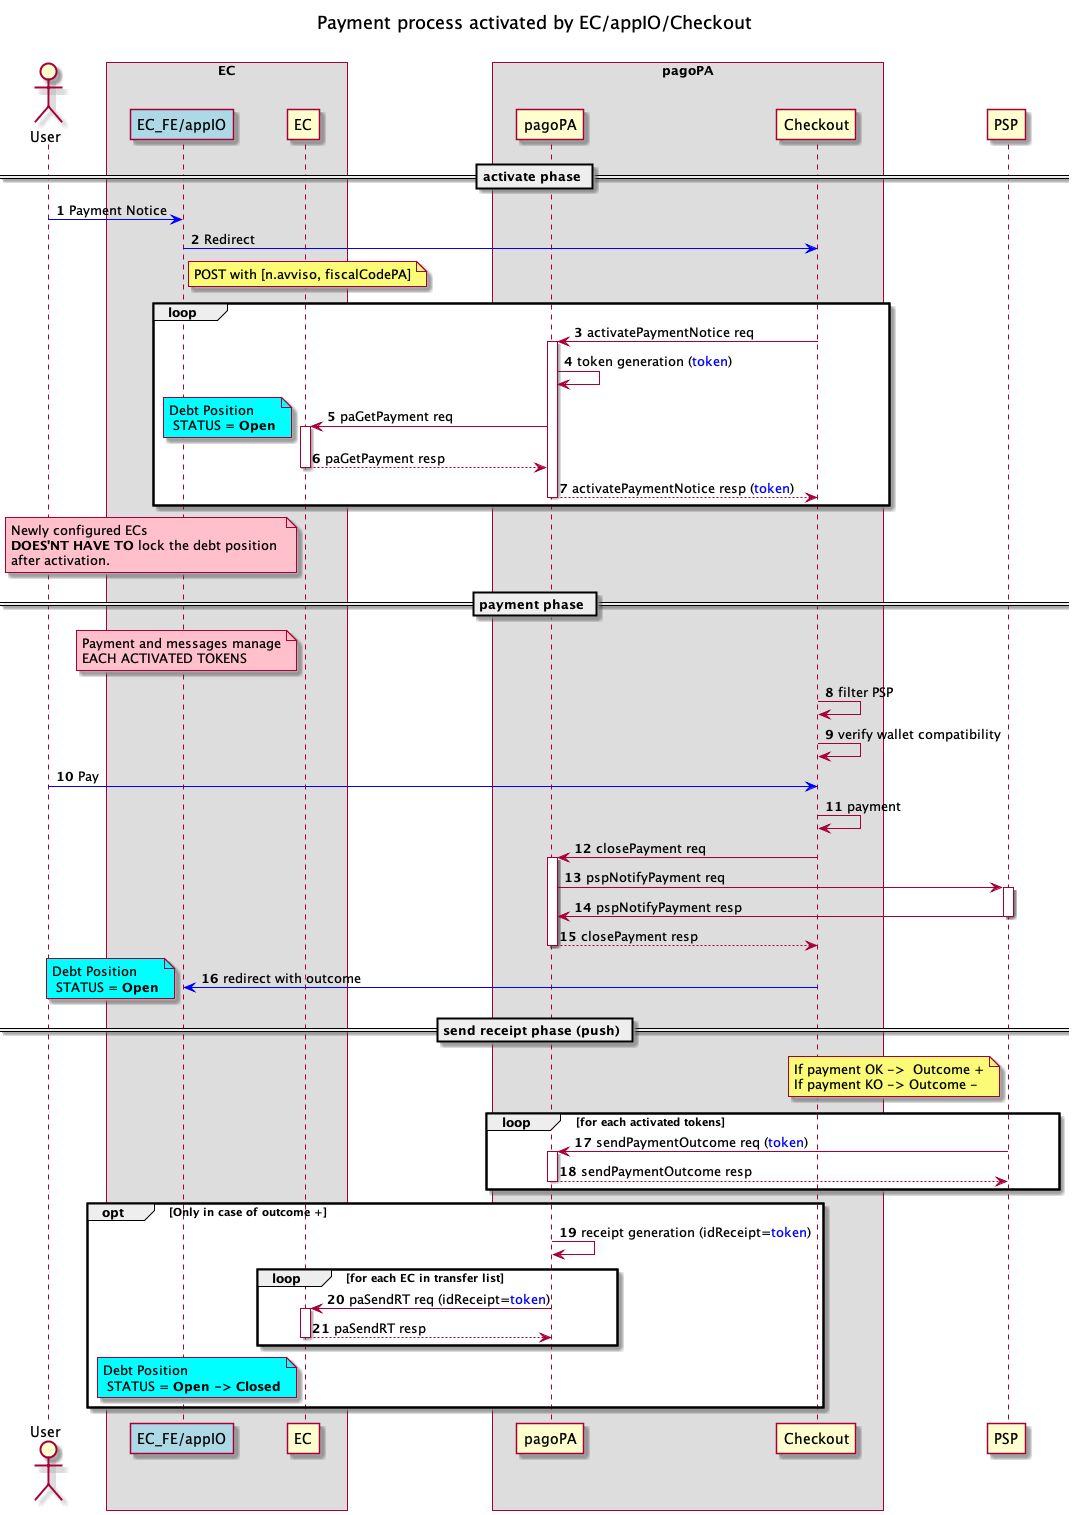 Payment process activated by EC/appIO/Checkout
EC
pagoPA
User
EC_FE/appIO
EC
pagoPA
Checkout
PSP
activate phase
1 Payment Notice
2 Redirect
POST with [n.avviso, fiscalCodePA]
loop
3 activatePaymentNotice req
4 token generation (token)
Debt Position
STATUS = Open
5 paGetPayment req
6 paGetPayment resp
7 activatePaymentNotice resp (token)
Newly configured ECs
DOES'NT HAVE TO lock the debt position
after activation.
payment phase
Payment and messages manage
EACH ACTIVATED TOKENS
8 filter PSP
9 verify wallet compatibility
10 Pay
11 payment
12 closePayment req
13 pspNotifyPayment req
14 pspNotifyPayment resp
15 closePayment resp
Debt Position
STATUS = Open
16 redirect with outcome
send receipt phase (push)
If payment OK -> Outcome +
If payment KO -> Outcome -
loop [for each activated tokens]
17 sendPaymentOutcome req (token)
18 sendPaymentOutcome resp
opt [Only in case of outcome +]
19 receipt generation (idReceipt=token)
loop [for each EC in transfer list]
20 paSendRT req (idReceipt=token)
21 paSendRT resp
Debt Position
STATUS = Open -> Closed
User
EC_FE/appIO
EC
pagoPA
Checkout
PSP